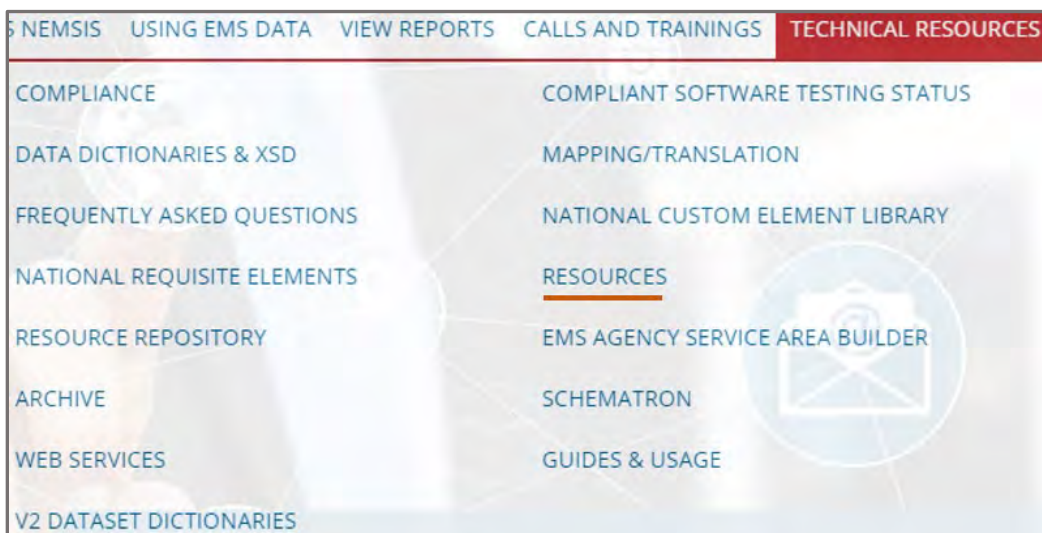 NEMSIS USING EMS DATA VIEW REPORTS CALLS AND TRAININGS TECHNICAL RESOURCES
COMPLIANCE
DATA DICTIONARIES & XSD
FREQUENTLY ASKED QUESTIONS
NATIONAL REQUISITE ELEMENTS
RESOURCE REPOSITORY
ARCHIVE
WEB SERVICES
V2 DATASET DICTIONARIES
COMPLIANT SOFTWARE TESTING STATUS
MAPPING/TRANSLATION
NATIONAL CUSTOM ELEMENT LIBRARY
RESOURCES
EMS AGENCY SERVICE AREA BUILDER
SCHEMATRON
GUIDES & USAGE